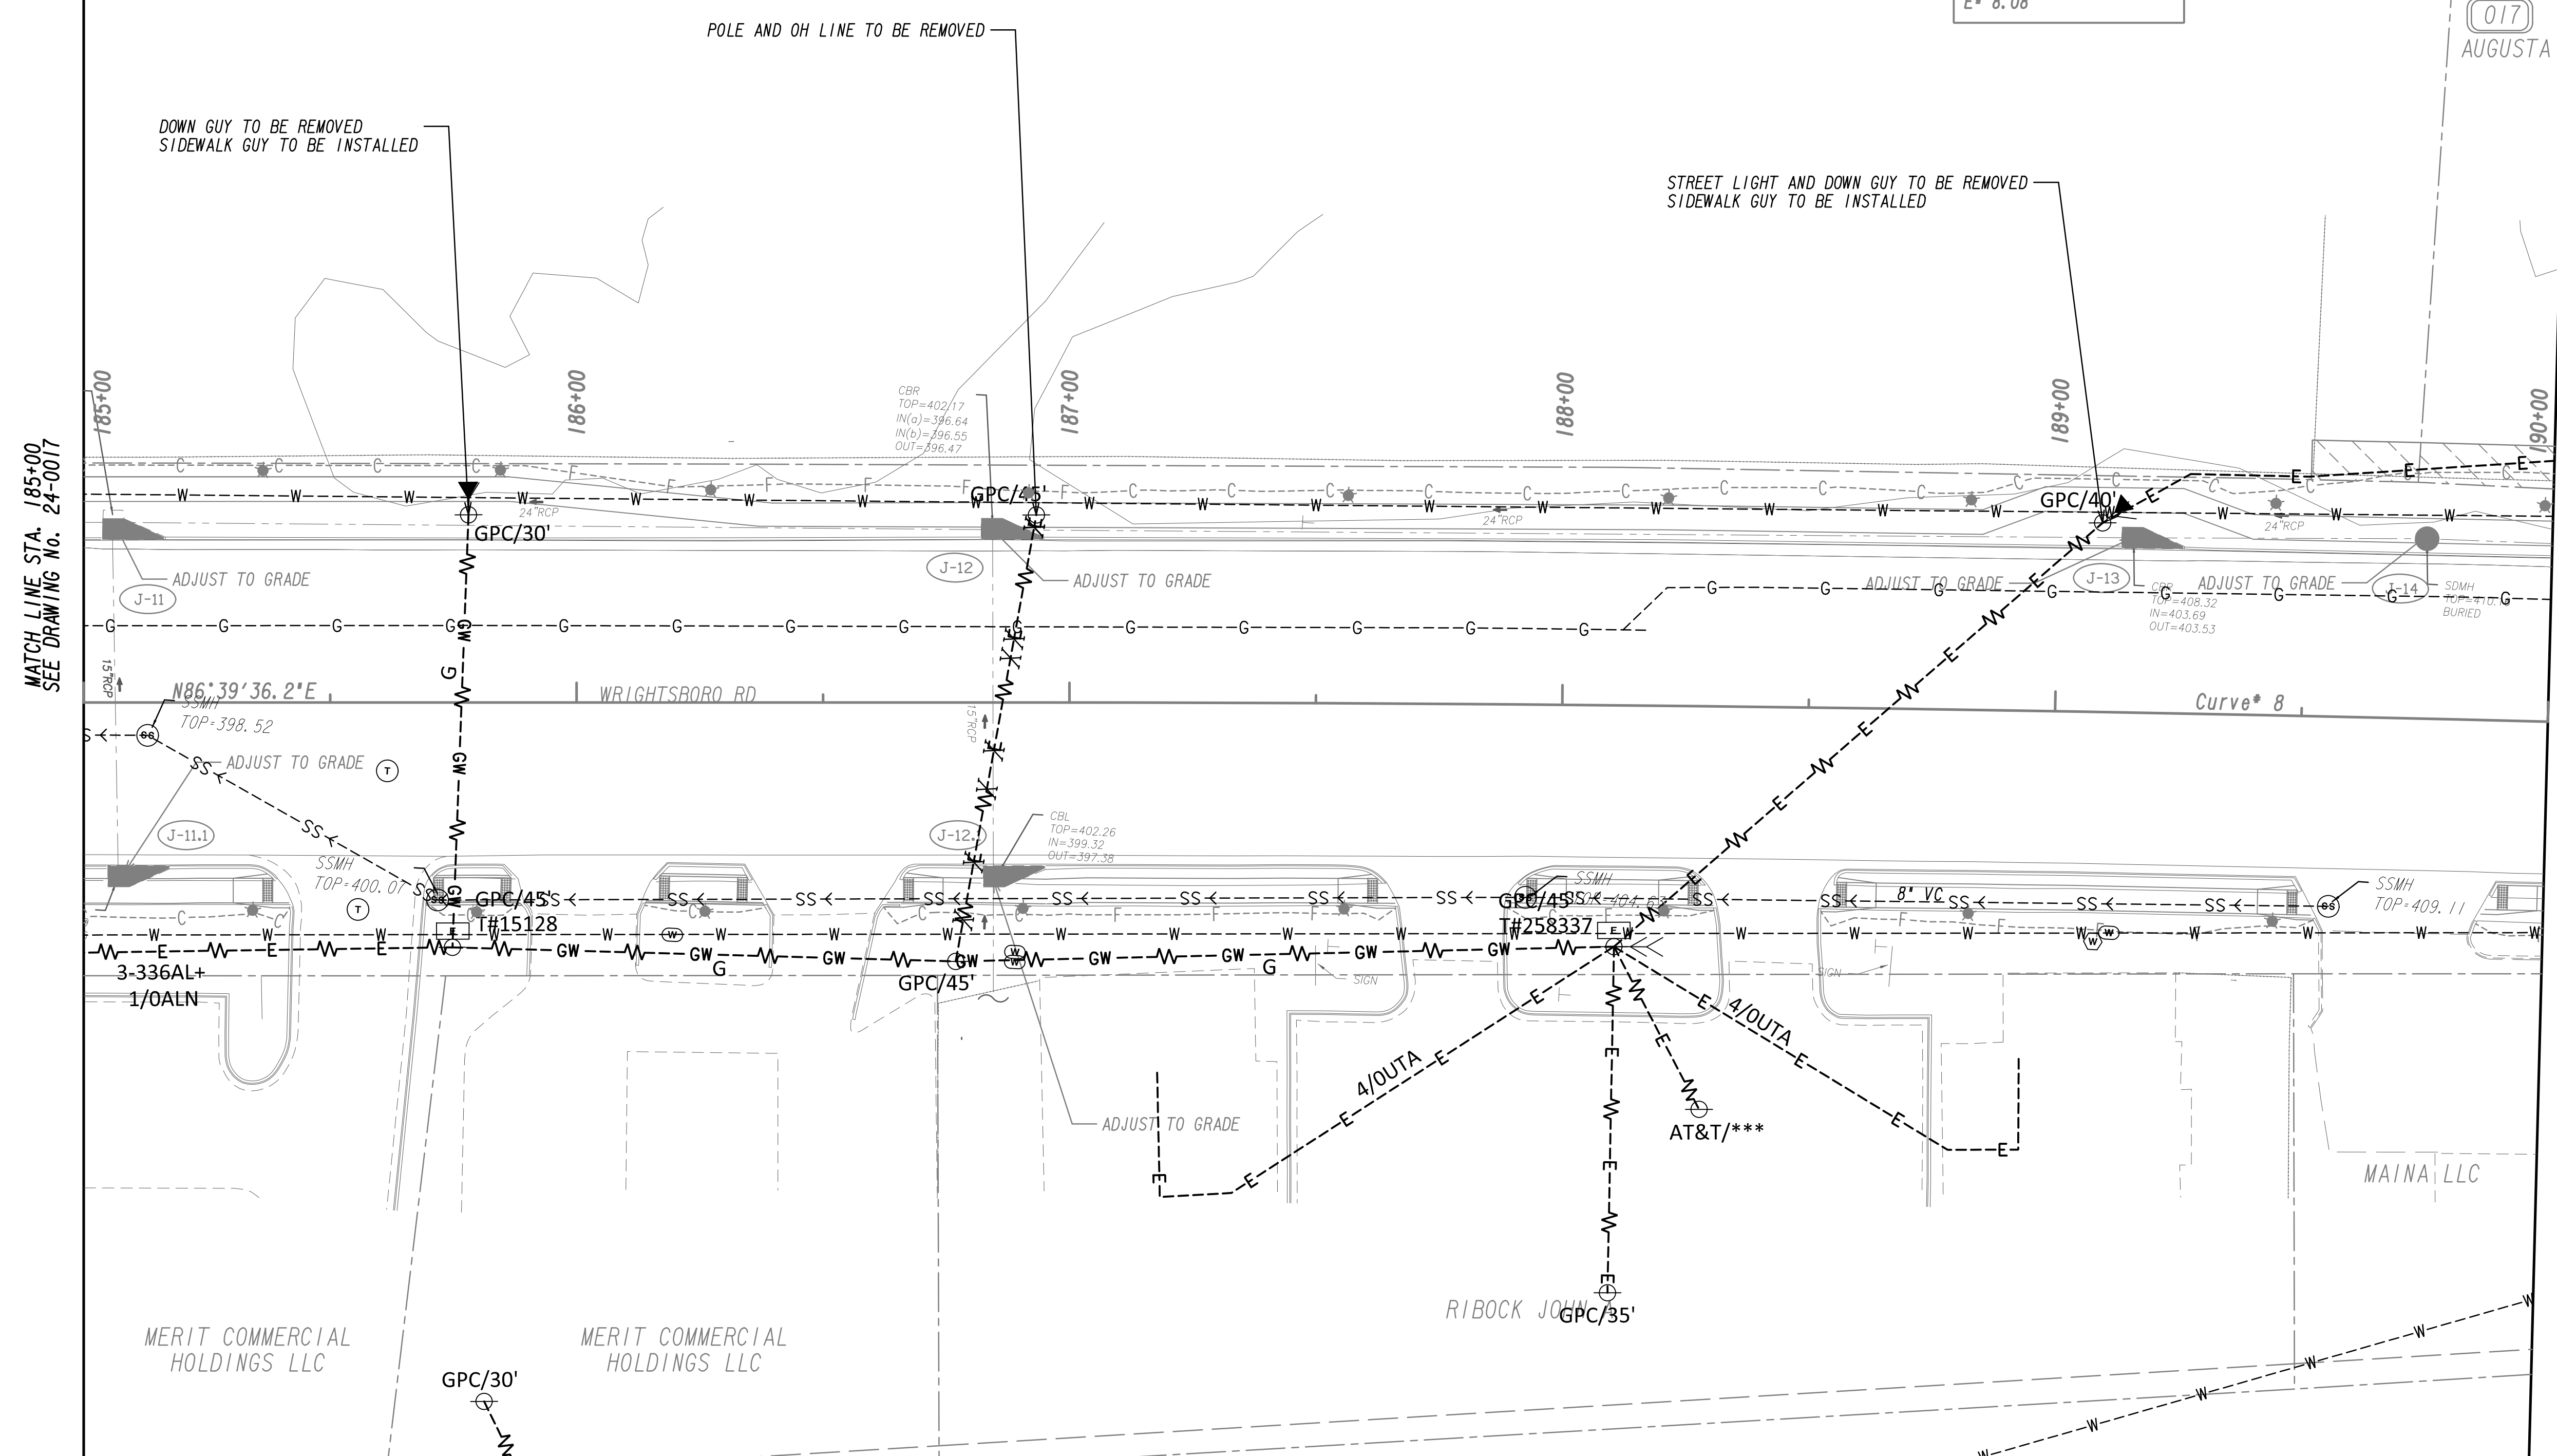 E= 8.08
017
AUGUSTA
POLE AND OH LINE TO BE REMOVED
DOWN GUY TO BE REMOVED
SIDEWALK GUY TO BE INSTALLED
STREET LIGHT AND DOWN GUY TO BE REMOVED
SIDEWALK GUY TO BE INSTALLED
MATCH LINE STA. 185+00
SEE DRAWING No. 24-0017
185+00
186+00
187+00
188+00
189+00
190+00
CBR
TOP=402.17
IN(a)=396.64
IN(b)=396.55
OUT=396.47
GPC/30'
GPC/45'
GPC/40'
24"RCP
24"RCP
24"RCP
ADJUST TO GRADE
J-11
J-12
ADJUST TO GRADE
ADJUST TO GRADE
J-13
CBR
TOP=408.32
IN=403.69
OUT=403.53
ADJUST TO GRADE
J-14
SDMH
BURIED
15"RCP
N86°39'36.2"E
WRIGHTSBORO RD
Curve# 8
SSMH
TOP=398.52
15"RCP
ADJUST TO GRADE
T
J-11.1
J-12.
CBL
TOP=402.26
IN=399.32
OUT=397.38
SSMH
TOP=400.07
T
GPC/45'
T#15128
SSMH
GPC/45'
T#258337
8" VC
SSMH
TOP=409.11
3-336AL+
1/0ALN
GPC/45'
SIGN
SIGN
4/0UTA
4/0UTA
ADJUST TO GRADE
AT&T/***
MAINA LLC
RIBOCK JOHN A
GPC/35'
MERIT COMMERCIAL
HOLDINGS LLC
MERIT COMMERCIAL
HOLDINGS LLC
GPC/30'